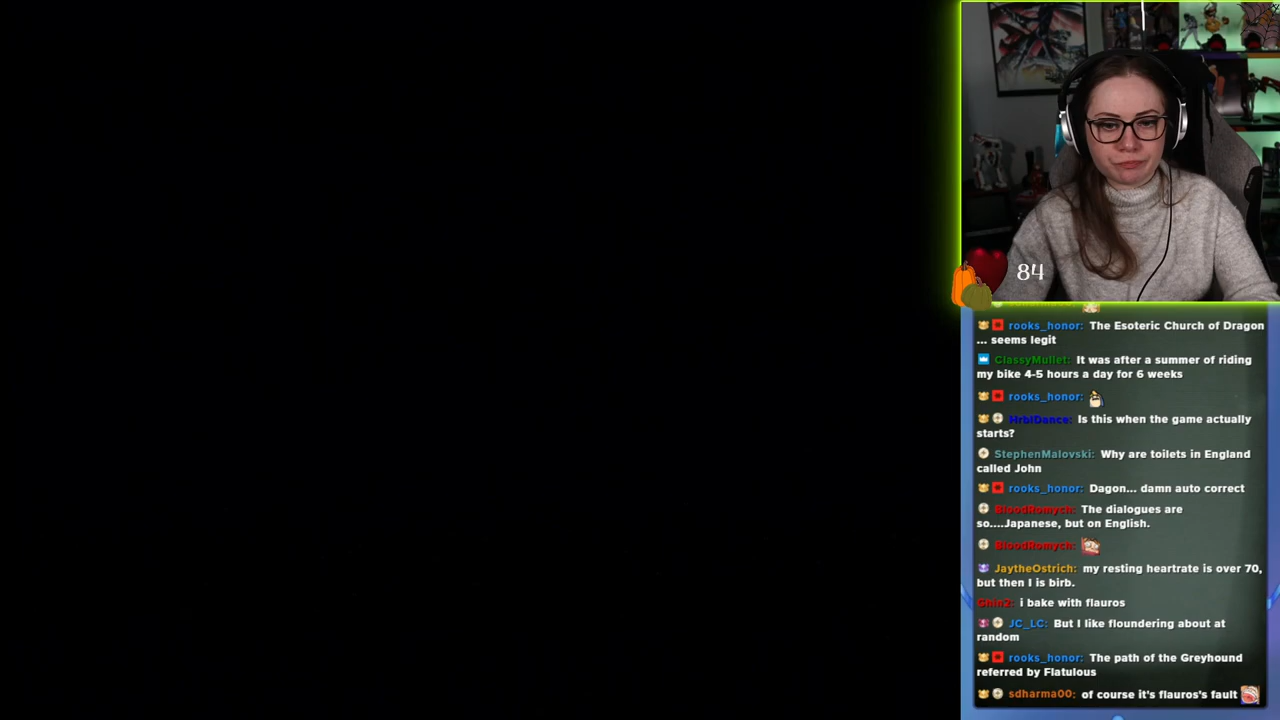 84
rooks_honor: The Esoteric Church of Dragon
... seems legit
ClassyMullet: It was after a summer of riding
my bike 4-5 hours a day for 6 weeks
rooks_honor:
HrblDance: Is this when the game actually
starts?
StephenMalovski: Why are toilets in England
called John
rooks_honor: Dagon... damn auto correct
BloodRomych: The dialogues are
so....Japanese, but on English.
BloodRomych:
JaytheOstrich: my resting heartrate is over 70,
but then I is birb.
Ghin2: i bake with flauros
JC_LC: But I like floundering about at
random
rooks_honor: The path of the Greyhound
referred by Flatulous
sdharma00: of course it's flauros's fault